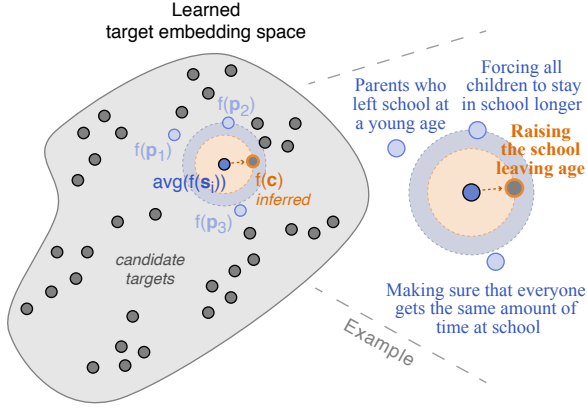 Learned
target embedding space
f(p₂)
f(p₁)
avg(f(sᵢ))
f(c)
inferred
f(p₃)
candidate
targets
Parents who
left school at
a young age
Forcing all
children to stay
in school longer
Raising
the school
leaving age
Making sure that everyone
gets the same amount of
time at school
Example